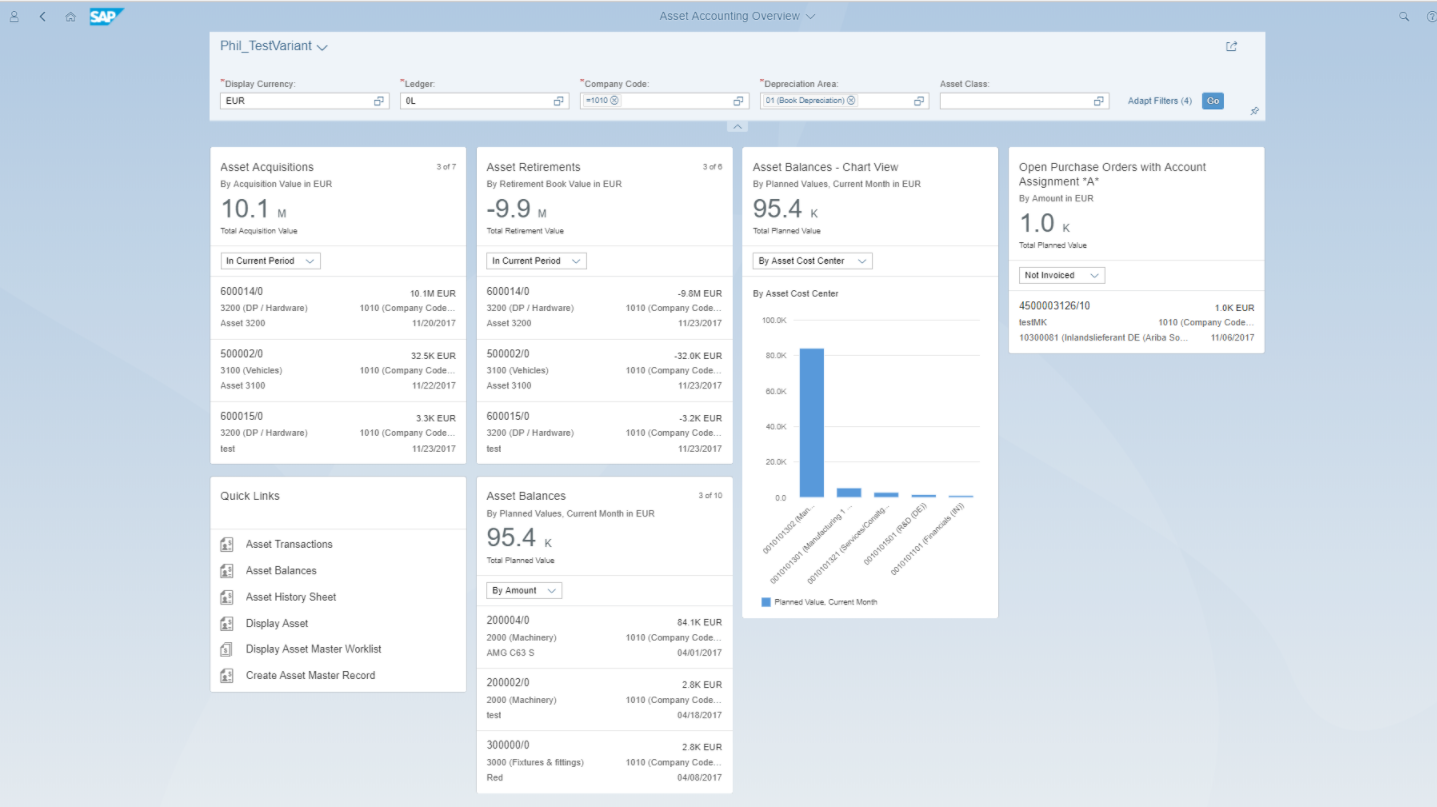 SAP
Asset Accounting Overview
Phil_TestVariant
*Display Currency:
*Ledger:
*Company Code:
*Depreciation Area:
Asset Class:
EUR
0L
=1010
01 (Book Depreciation)
Adapt Filters (4)
Go
Asset Acquisitions
3 of 7
By Acquisition Value in EUR
10.1 M
Total Acquisition Value
In Current Period
600014/0
10.1M EUR
3200 (DP / Hardware)
1010 (Company Code...
Asset 3200
11/20/2017
500002/0
32.5K EUR
3100 (Vehicles)
1010 (Company Code...
Asset 3100
11/22/2017
600015/0
3.3K EUR
3200 (DP / Hardware)
1010 (Company Code...
test
11/23/2017
Asset Retirements
3 of 6
By Retirement Book Value in EUR
-9.9 M
Total Retirement Value
In Current Period
600014/0
-9.8M EUR
3200 (DP / Hardware)
1010 (Company Code...
Asset 3200
11/23/2017
500002/0
-32.0K EUR
3100 (Vehicles)
1010 (Company Code...
Asset 3100
11/23/2017
600015/0
-3.2K EUR
3200 (DP / Hardware)
1010 (Company Code...
test
11/23/2017
Asset Balances - Chart View
By Planned Values, Current Month in EUR
95.4 K
Total Planned Value
By Asset Cost Center
By Asset Cost Center
100.0K
80.0K
60.0K
40.0K
20.0K
0.0
0010101302 (Man...
0010101301 (Manufacturing 1 ...
0010101321 (Services/Consltg...
0010101501 (R&D (DE))
0010101101 (Financials (IN))
Planned Value, Current Month
Open Purchase Orders with Account
Assignment *A*
By Amount in EUR
1.0 K
Total Planned Value
Not Invoiced
4500003126/10
1.0K EUR
testMK
1010 (Company Code...
10300081 (Inlandslieferant DE (Ariba So...
11/06/2017
Quick Links
Asset Transactions
Asset Balances
Asset History Sheet
Display Asset
Display Asset Master Worklist
Create Asset Master Record
Asset Balances
3 of 10
By Planned Values, Current Month in EUR
95.4 K
Total Planned Value
By Amount
200004/0
84.1K EUR
2000 (Machinery)
1010 (Company Code...
AMG C63 S
04/01/2017
200002/0
2.8K EUR
2000 (Machinery)
1010 (Company Code...
test
04/18/2017
300000/0
2.8K EUR
3000 (Fixtures & fittings)
1010 (Company Code...
Red
04/08/2017